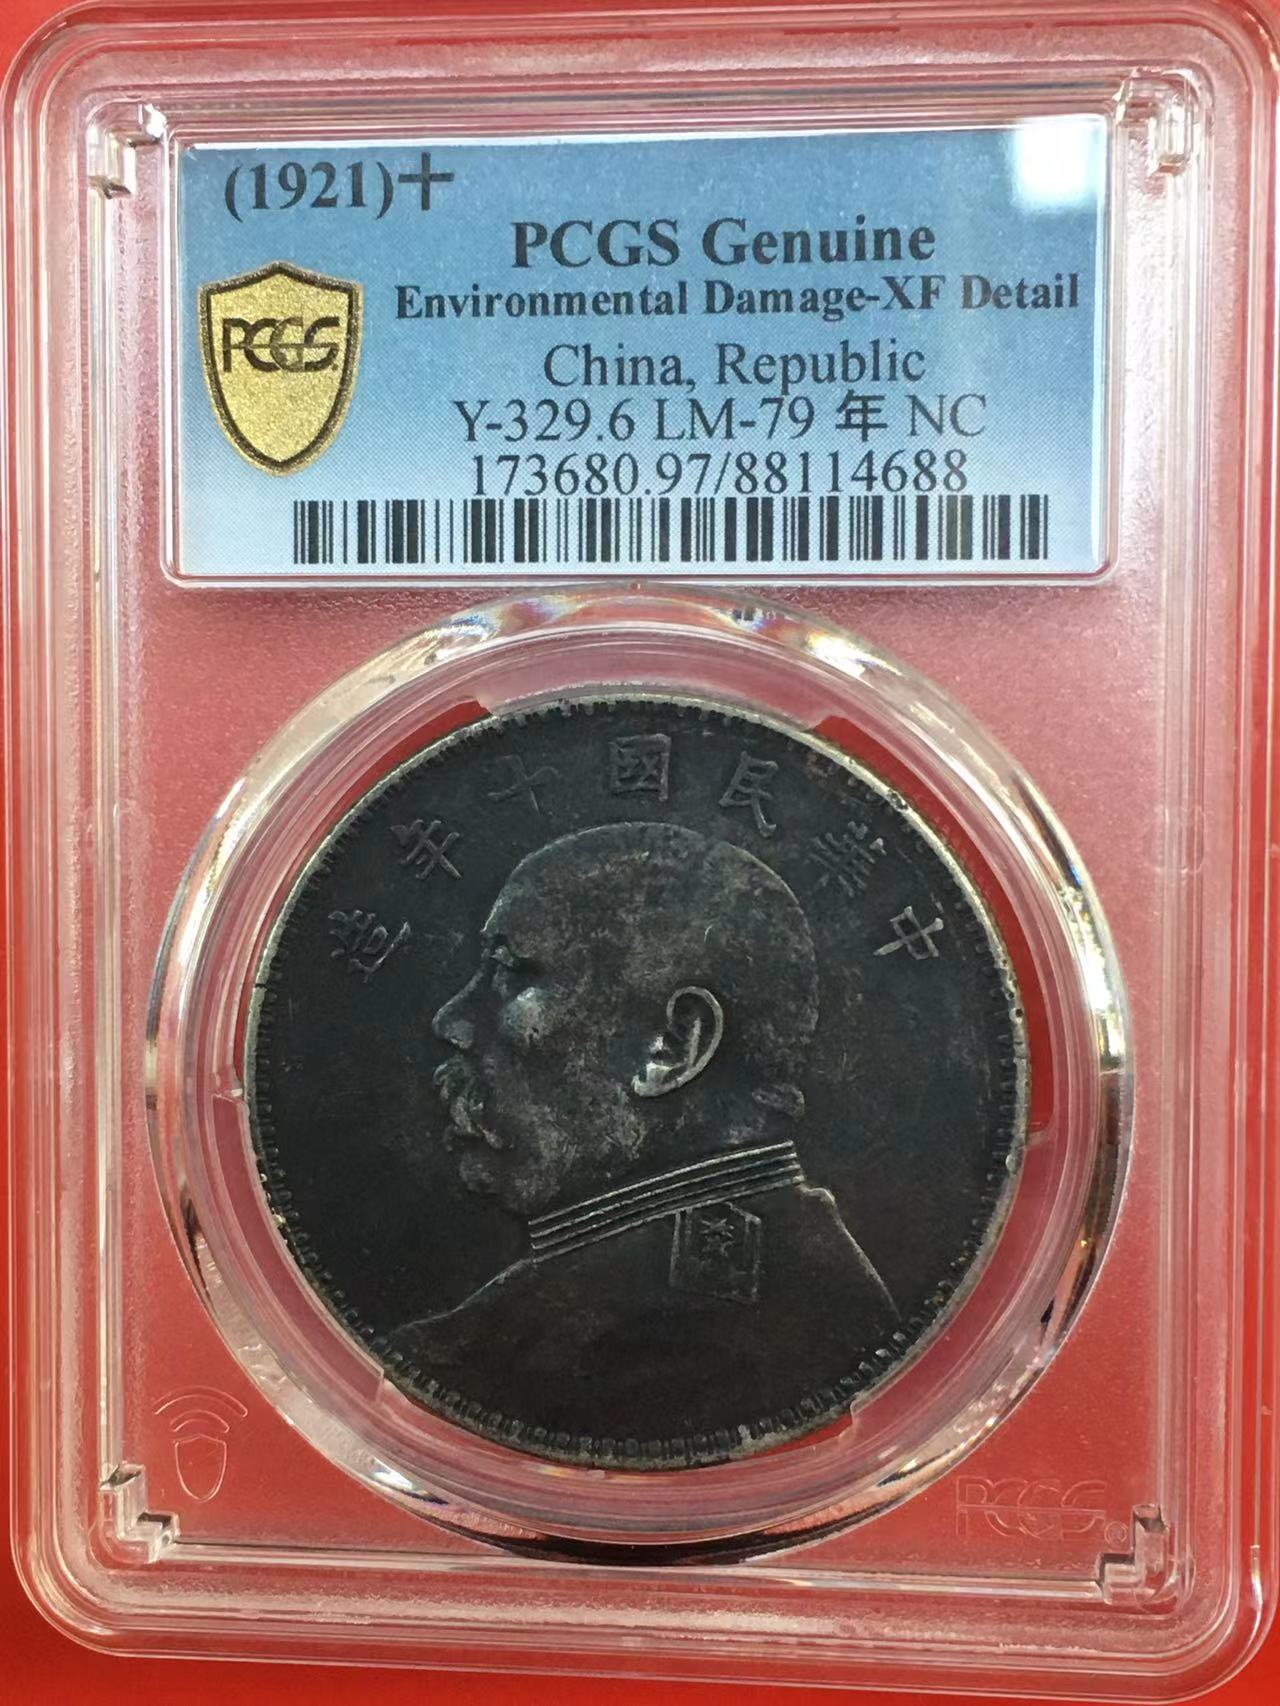 (1921)十
PCGS Genuine
Environmental Damage-XF Detail
PCGS
China, Republic
Y-329.6 LM-79 年 NC
173680.97/88114688
造年十國民華中
PCGS